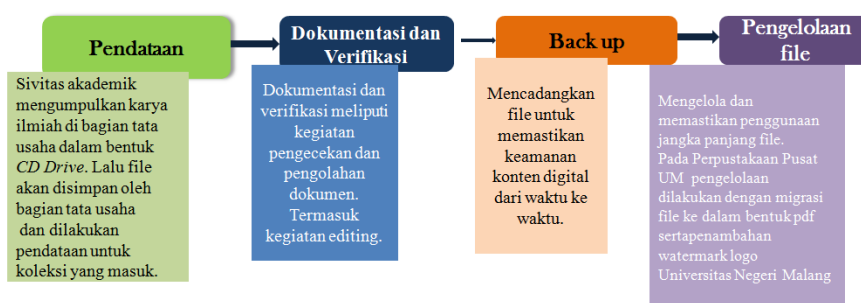 Pendataan
Sivitas akademik
mengumpulkan karya
ilmiah di bagian tata
usaha dalam bentuk
CD Drive. Lalu file
akan disimpan oleh
bagian tata usaha
dan dilakukan
pendataan untuk
koleksi yang masuk.
Dokumentasi dan
Verifikasi
Dokumentasi dan
verifikasi meliputi
kegiatan
pengecekan dan
pengolahan
dokumen.
Termasuk
kegiatan editing.
Back up
Mencadangkan
file untuk
memastikan
keamanan
konten digital
dari waktu ke
waktu.
Pengelolaan
file
Mengelola dan
memastikan penggunaan
jangka panjang file.
Pada Perpustakaan Pusat
UM pengelolaan
dilakukan dengan migrasi
file ke dalam bentuk pdf
sertapenambahan
watermark logo
Universitas Negeri Malang